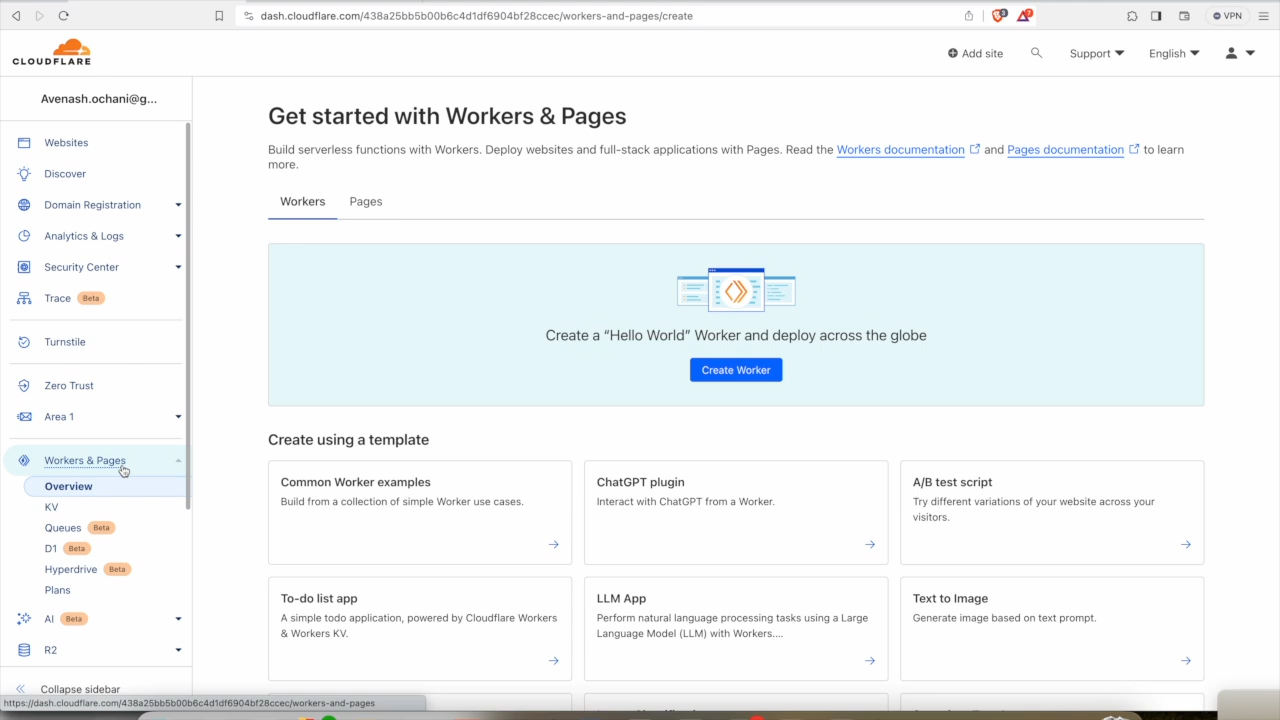 dash.cloudflare.com/438a25bb5b00b6c4d1df6904bf28ccec/workers-and-pages/create
VPN
CLOUDFLARE
Add site
Support
English
Avenash.ochani@g...
Websites
Discover
Domain Registration
Analytics & Logs
Security Center
Trace Beta
Turnstile
Zero Trust
Area 1
Workers & Pages
Overview
KV
Queues Beta
D1 Beta
Hyperdrive Beta
Plans
AI Beta
R2
Collapse sidebar
Get started with Workers & Pages
Build serverless functions with Workers. Deploy websites and full-stack applications with Pages. Read the Workers documentation and Pages documentation to learn
more.
Workers Pages
Create a “Hello World” Worker and deploy across the globe
Create Worker
Create using a template
Common Worker examples
Build from a collection of simple Worker use cases.
ChatGPT plugin
Interact with ChatGPT from a Worker.
A/B test script
Try different variations of your website across your
visitors.
To-do list app
A simple todo application, powered by Cloudflare Workers
& Workers KV.
LLM App
Perform natural language processing tasks using a Large
Language Model (LLM) with Workers....
Text to Image
Generate image based on text prompt.
https://dash.cloudflare.com/438a25bb5b00b6c4d1df6904bf28ccec/workers-and-pages